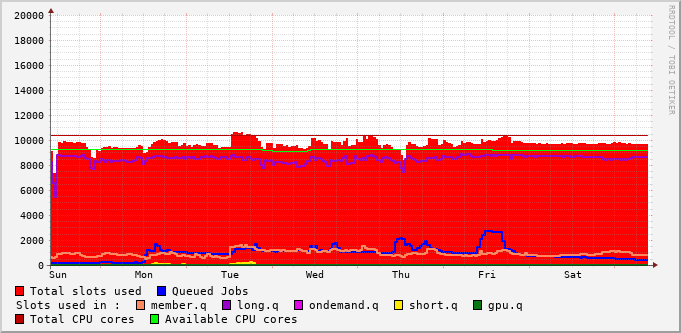 20000
18000
16000
14000
12000
10000
8000
6000
4000
2000
0
Sun Mon Tue Wed Thu Fri Sat
Total slots used Queued Jobs
Slots used in : member.q long.q ondemand.q short.q gpu.q
Total CPU cores Available CPU cores
RRDTOOL / TOBI OETIKER